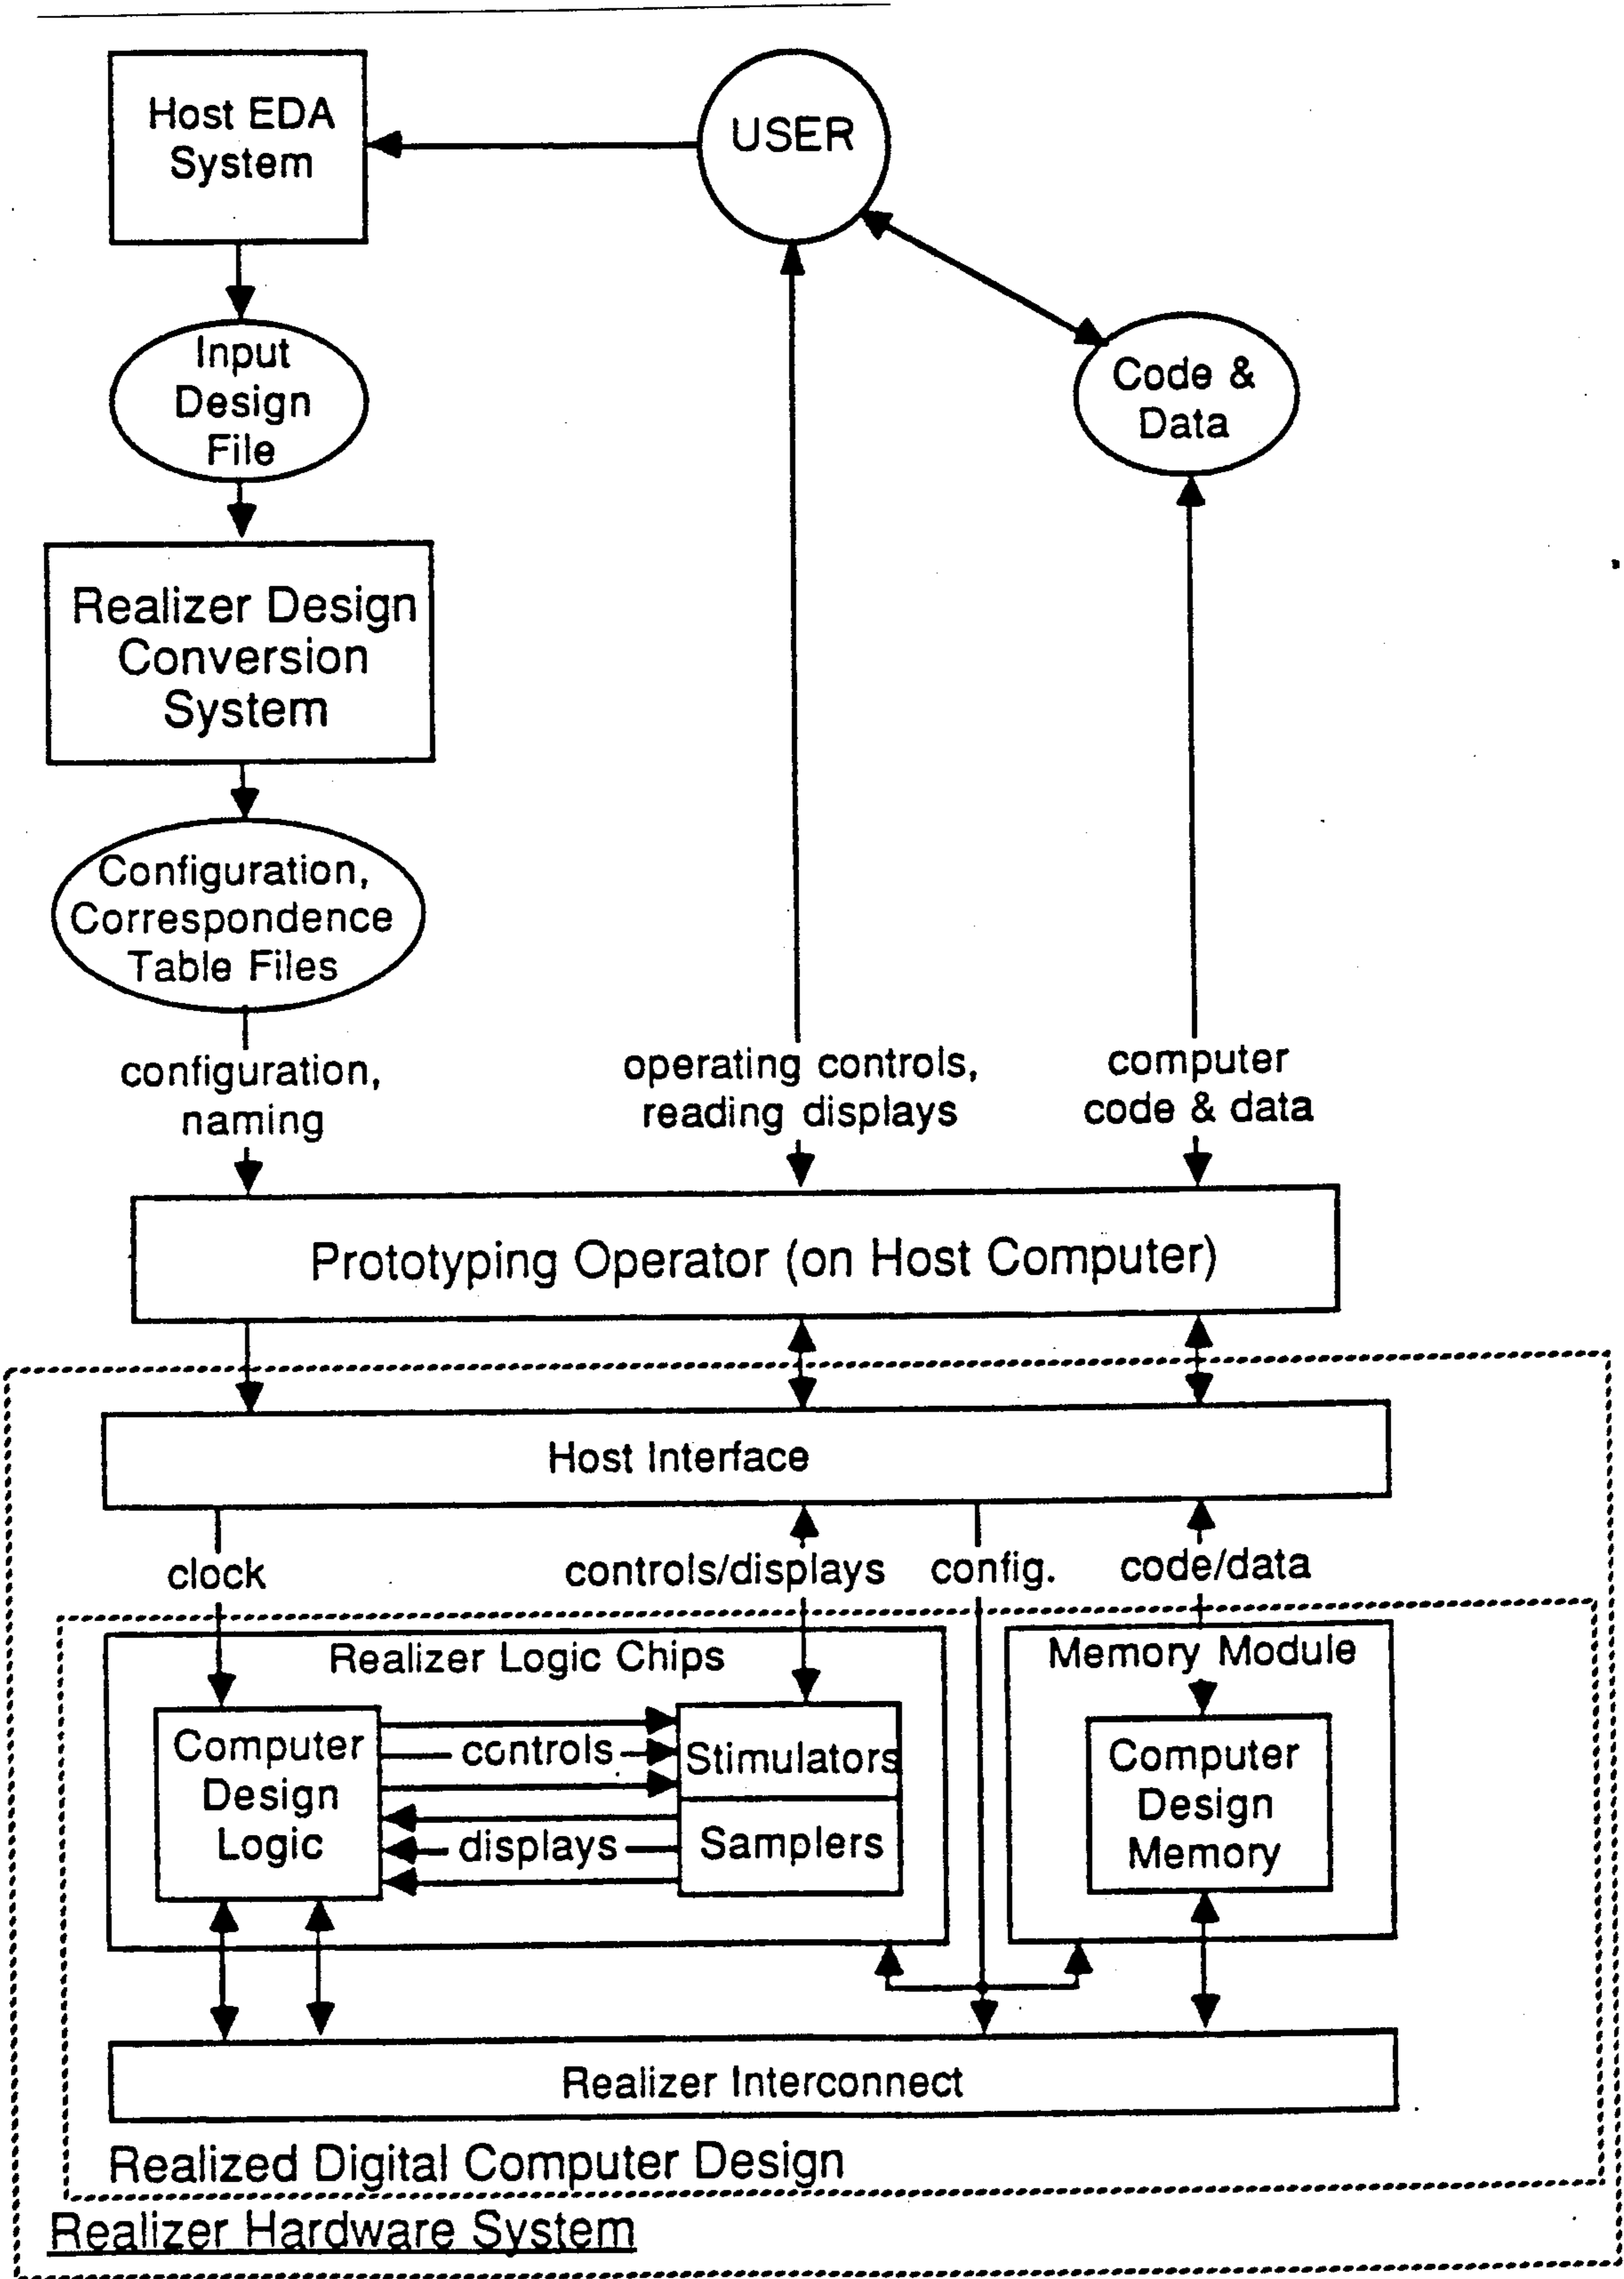 Host EDA
System
USER
Input
Design
File
Code &
Data
Realizer Design
Conversion
System
Configuration,
Correspondence
Table Files
configuration,
naming
operating controls,
reading displays
computer
code & data
Prototyping Operator (on Host Computer)
Host Interface
clock
controls/displays
config.
code/data
Realizer Logic Chips
Memory Module
Computer
Design
Logic
controls
displays
Stimulators
Samplers
Computer
Design
Memory
Realizer Interconnect
Realized Digital Computer Design
Realizer Hardware System